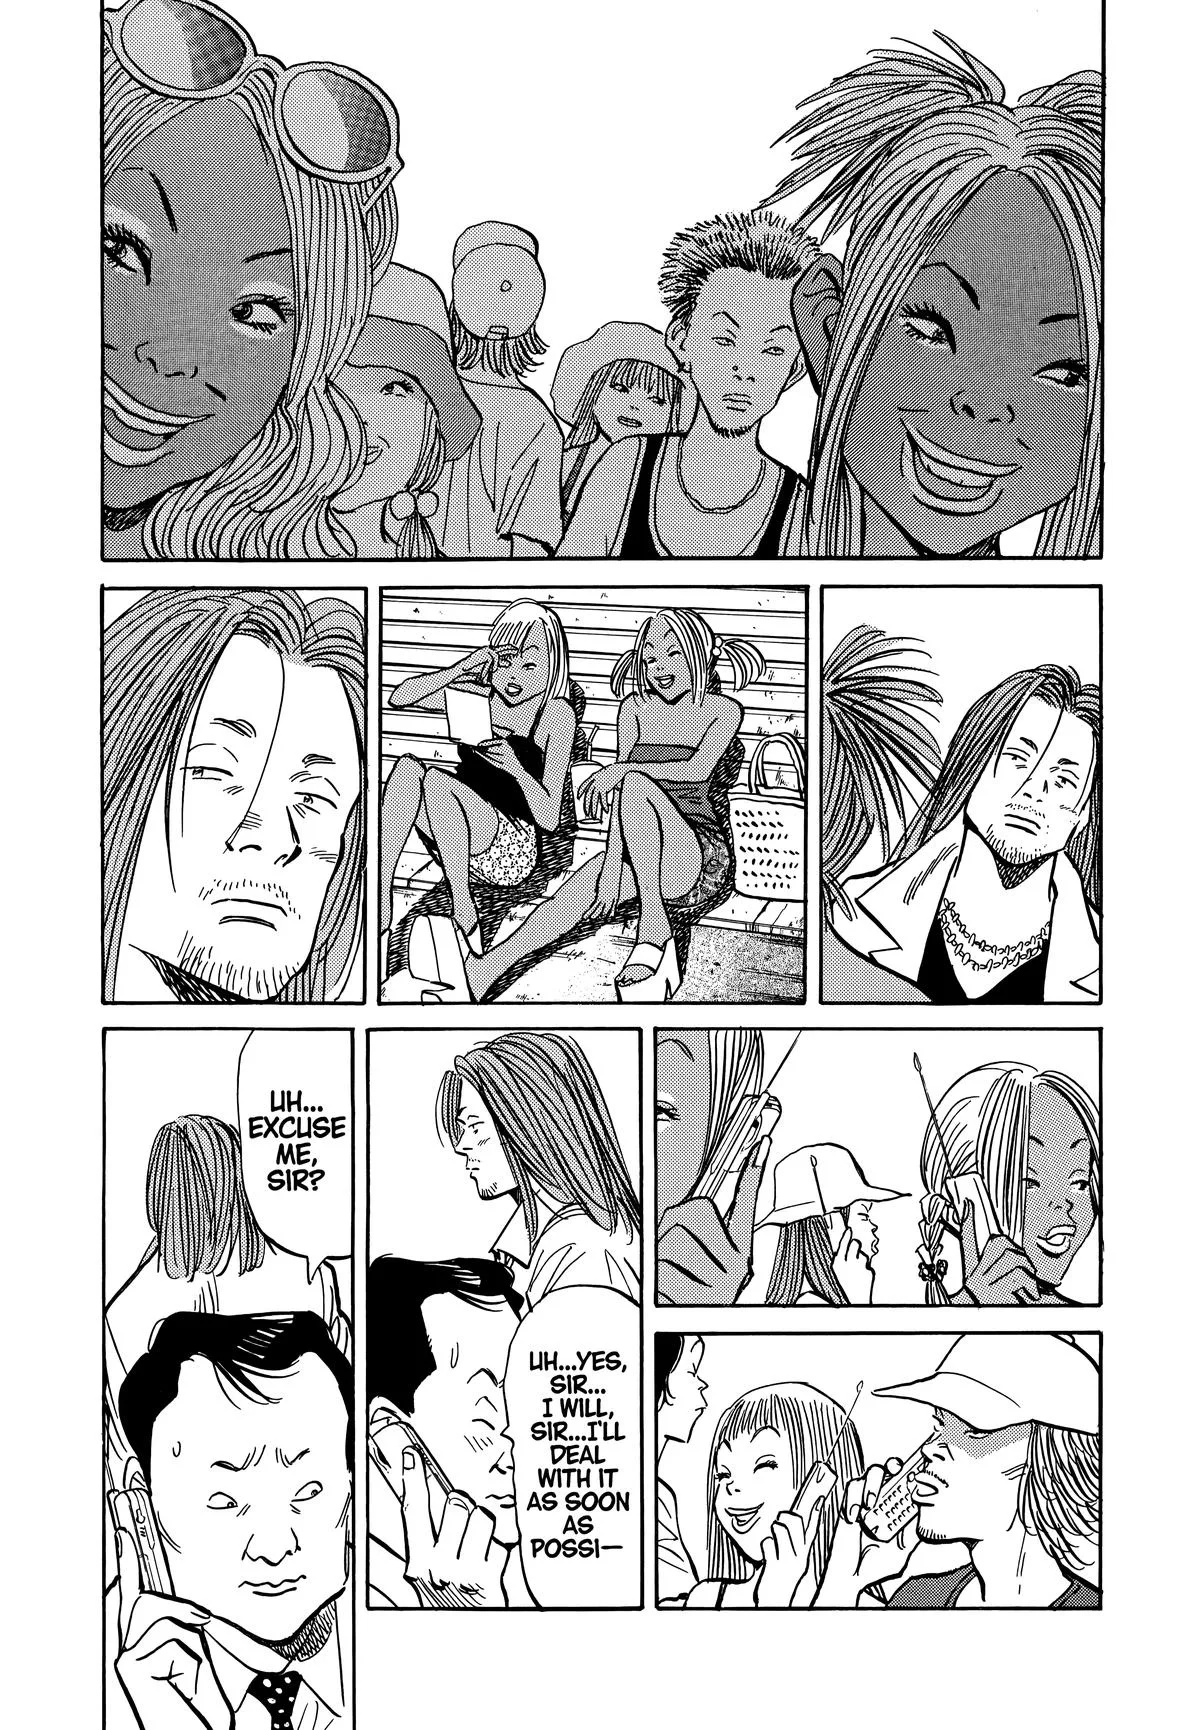 UH...YES,
SIR...
I WILL,
SIR...I'LL
DEAL
WITH IT
AS SOON
AS
POSSI—
UH...
EXCUSE
ME,
SIR?